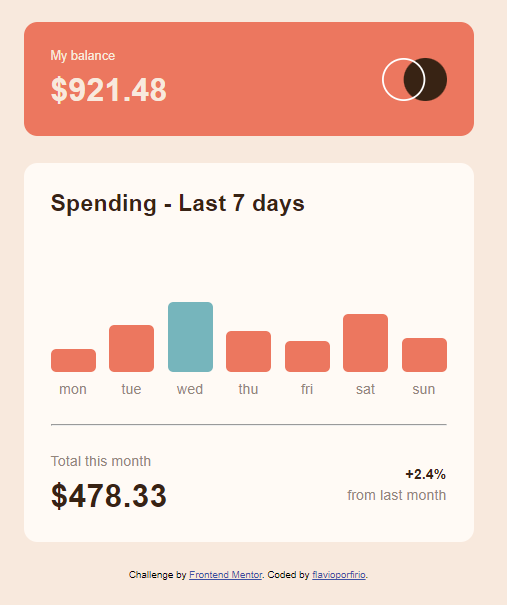 My balance
$921.48
Spending - Last 7 days
mon tue wed thu fri sat sun
Total this month
$478.33
+2.4%
from last month
Challenge by Frontend Mentor. Coded by flavioporfirio.